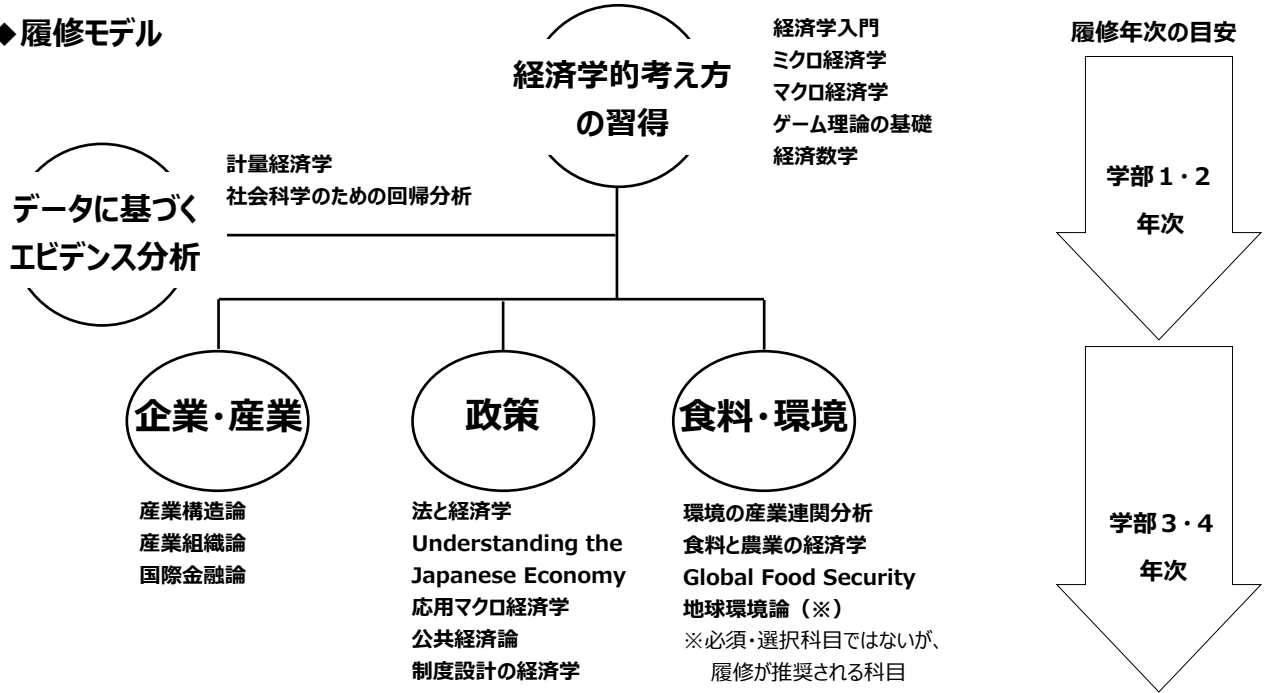 ◆履修モデル
経済学的考え方
の習得
経済学入門
ミクロ経済学
マクロ経済学
ゲーム理論の基礎
経済数学
履修年次の目安
データに基づく
エビデンス分析
計量経済学
社会科学のための回帰分析
学部1・2
年次
企業・産業
産業構造論
産業組織論
国際金融論
政策
法と経済学
Understanding the
Japanese Economy
応用マクロ経済学
公共経済論
制度設計の経済学
食料・環境
環境の産業連関分析
食料と農業の経済学
Global Food Security
地球環境論（※）
※必須・選択科目ではないが、
履修が推奨される科目
学部3・4
年次